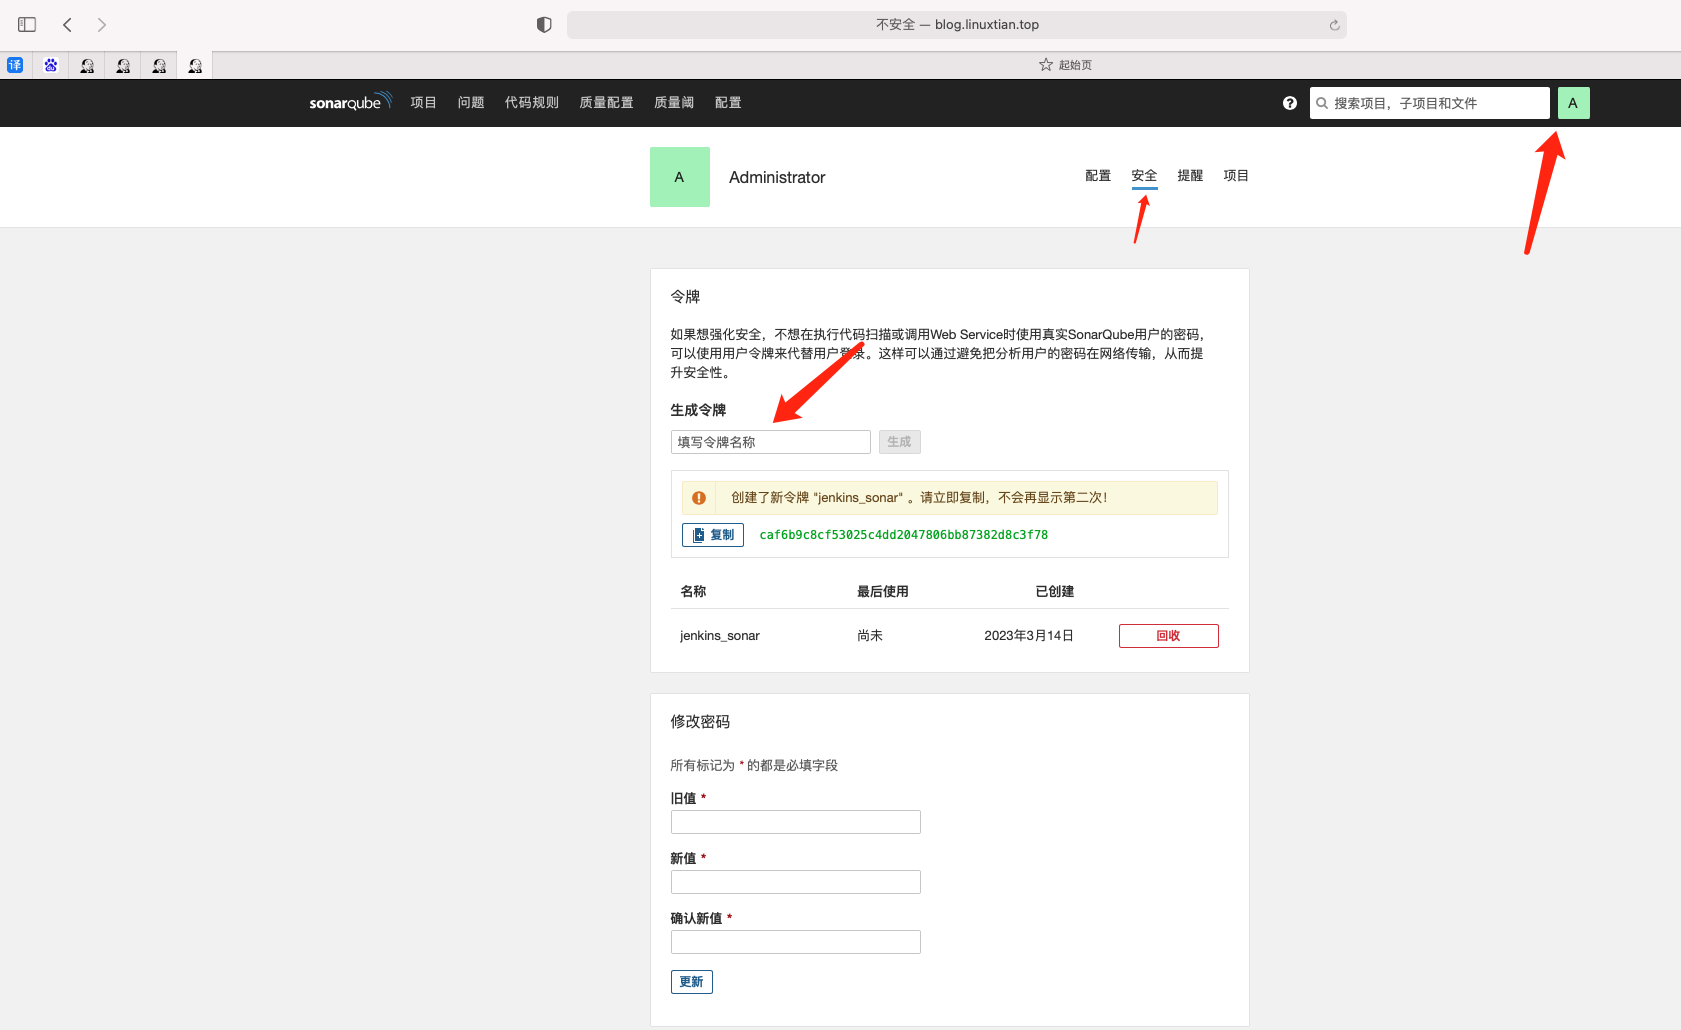 不安全 — blog.linuxtian.top
译
起始页
sonarqube 项目 问题 代码规则 质量配置 质量阈 配置 ? 搜索项目，子项目和文件 A
A Administrator 配置 安全 提醒 项目
令牌
如果想强化安全，不想在执行代码扫描或调用Web Service时使用真实SonarQube用户的密码，
可以使用用户令牌来代替用户登录。这样可以通过避免把分析用户的密码在网络传输，从而提
升安全性。
生成令牌
填写令牌名称 生成
创建了新令牌 "jenkins_sonar" 。请立即复制，不会再显示第二次！
复制 caf6b9c8cf53025c4dd2047806bb87382d8c3f78
名称 最后使用 已创建
jenkins_sonar 尚未 2023年3月14日 回收
修改密码
所有标记为 * 的都是必填字段
旧值 *
新值 *
确认新值 *
更新